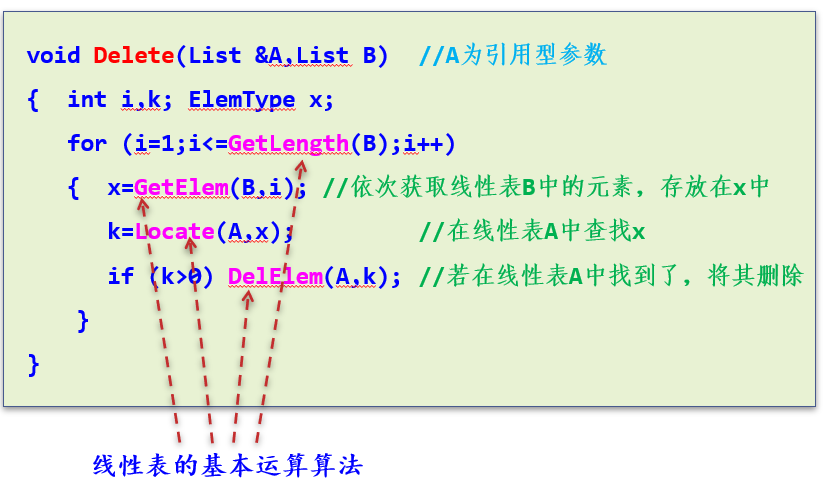 void Delete(List &A,List B) //A为引用型参数
{ int i,k; ElemType x;
for (i=1;i<=GetLength(B);i++)
{ x=GetElem(B,i); //依次获取线性表B中的元素，存放在x中
k=Locate(A,x); //在线性表A中查找x
if (k>0) DelElem(A,k); //若在线性表A中找到了，将其删除
}
}
线性表的基本运算算法